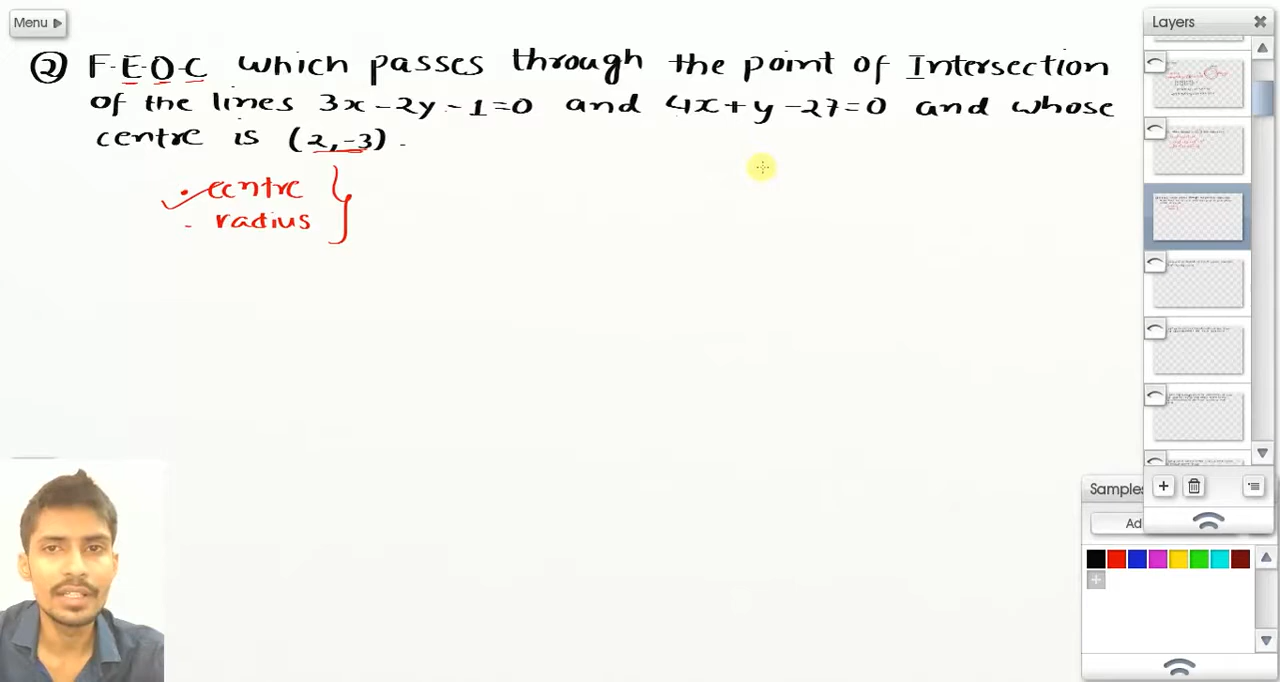 Menu
Layers
② F-E-O-C which passes through the point of Intersection
of the lines 3x-2y-1=0 and 4x+y-27=0 and whose
centre is (2,-3).
• centre
- radius
Samples
Ad